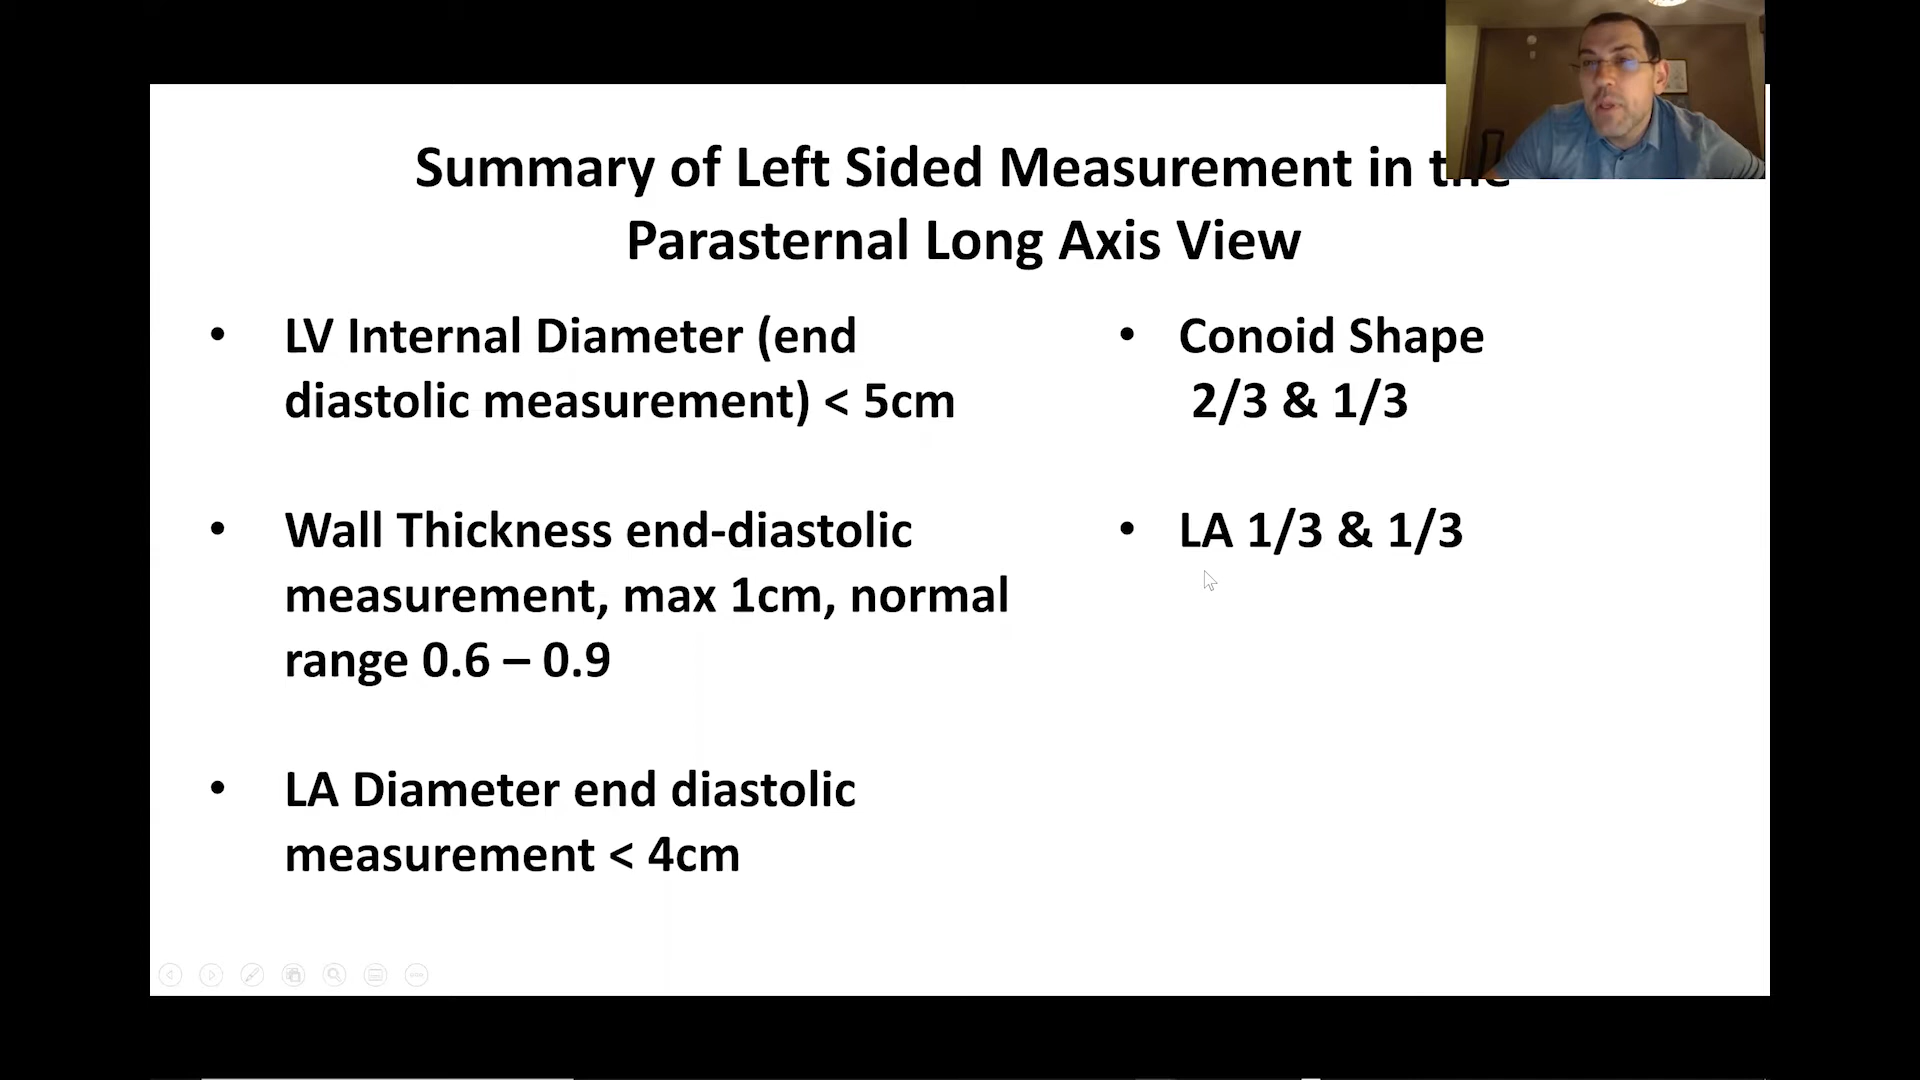 Summary of Left Sided Measurement in the
Parasternal Long Axis View
• LV Internal Diameter (end
diastolic measurement) < 5cm
• Wall Thickness end-diastolic
measurement, max 1cm, normal
range 0.6 – 0.9
• LA Diameter end diastolic
measurement < 4cm
• Conoid Shape
2/3 & 1/3
• LA 1/3 & 1/3